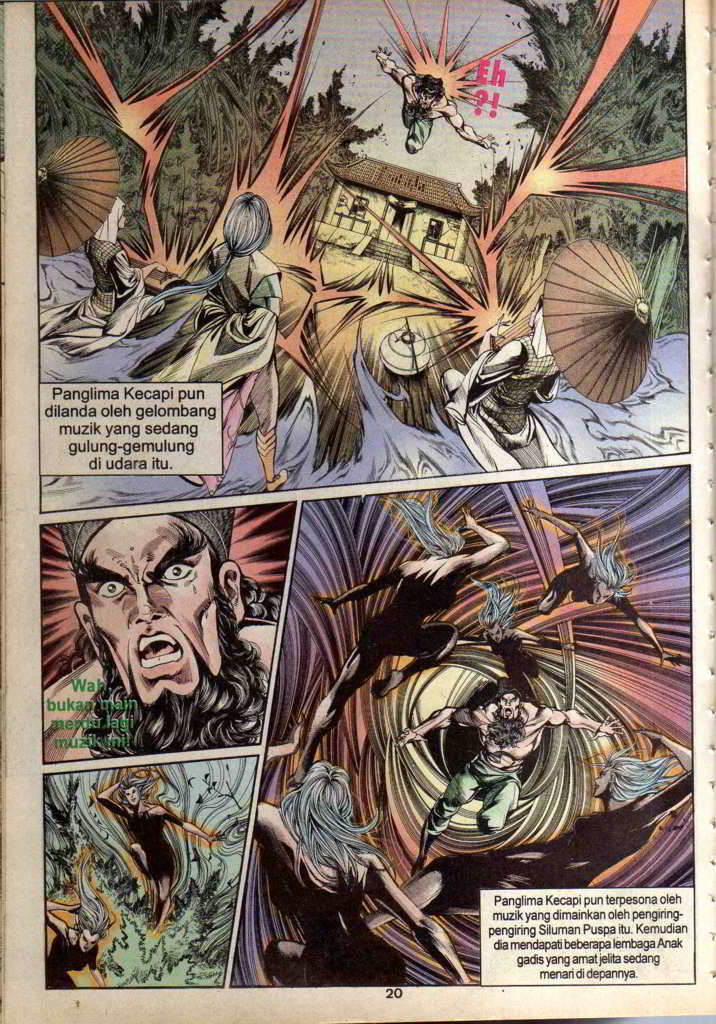 Eh
?!
Panglima Kecapi pun
dilanda oleh gelombang
muzik yang sedang
gulung-gemulung
di udara itu.
Wah
bukan main
merdu lagi
muzik ini!
Panglima Kecapi pun terpesona oleh
muzik yang dimainkan oleh pengiring-
pengiring Siluman Puspa itu. Kemudian
dia mendapati beberapa lembaga Anak
gadis yang amat jelita sedang
menari di depannya.
20